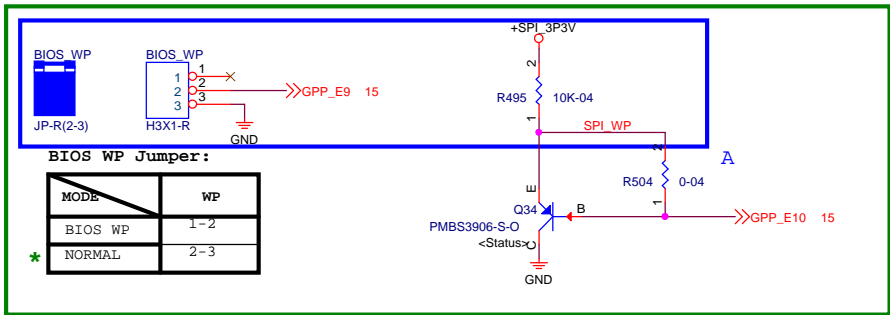 +SPI_3P3V
BIOS_WP
BIOS_WP
1
1
2
2
3
3
GPP_E9 15
JP-R(2-3)
H3X1-R
GND
2
R495 10K-04
1
SPI_WP
BIOS WP Jumper:
A
2
R504 0-04
1
MODE WP
BIOS WP 1-2
* NORMAL 2-3
E
Q34
B
PMBS3906-S-O
<Status>
C
GPP_E10 15
GND